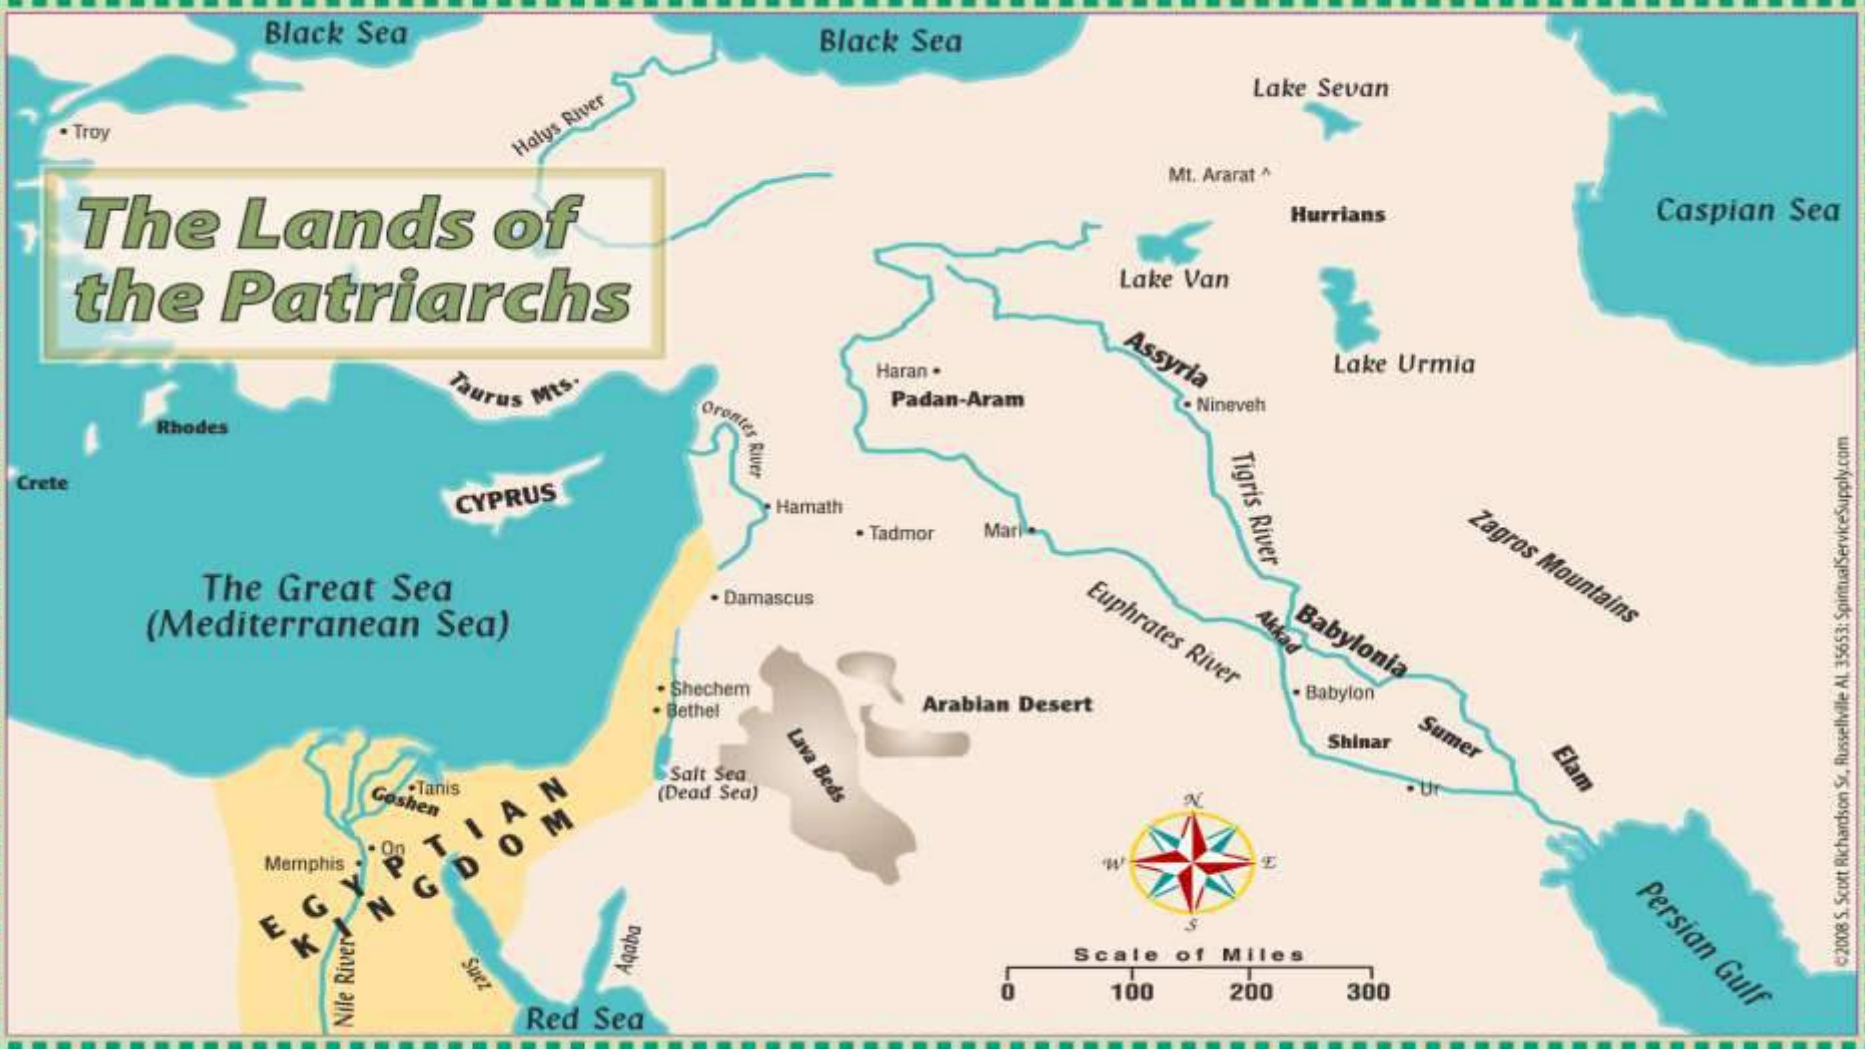 Black Sea
Black Sea
Lake Sevan
Halys River
Troy
Mt. Ararat ^
Hurrians
Caspian Sea
The Lands of
the Patriarchs
Lake Van
Assyria
Lake Urmia
Haran
Padan-Aram
Nineveh
Taurus Mts.
Orontes River
Rhodes
Crete
CYPRUS
Hamath
Tadmor
Mari
Tigris River
Zagros Mountains
The Great Sea
(Mediterranean Sea)
Damascus
Euphrates River
Akkad
Babylonia
Babylon
Shechem
Bethel
Arabian Desert
Lava Beds
Shinar
Sumer
Elam
Ur
Salt Sea
(Dead Sea)
Tanis
Goshen
On
Memphis
EGYPTIAN
KINGDOM
Nile River
Suez
Aqaba
Red Sea
N
W
E
S
Scale of Miles
0 100 200 300
Persian Gulf
©2008 S. Scott Richardson Sr., Russellville AL 35653: SpiritualServiceSupply.com